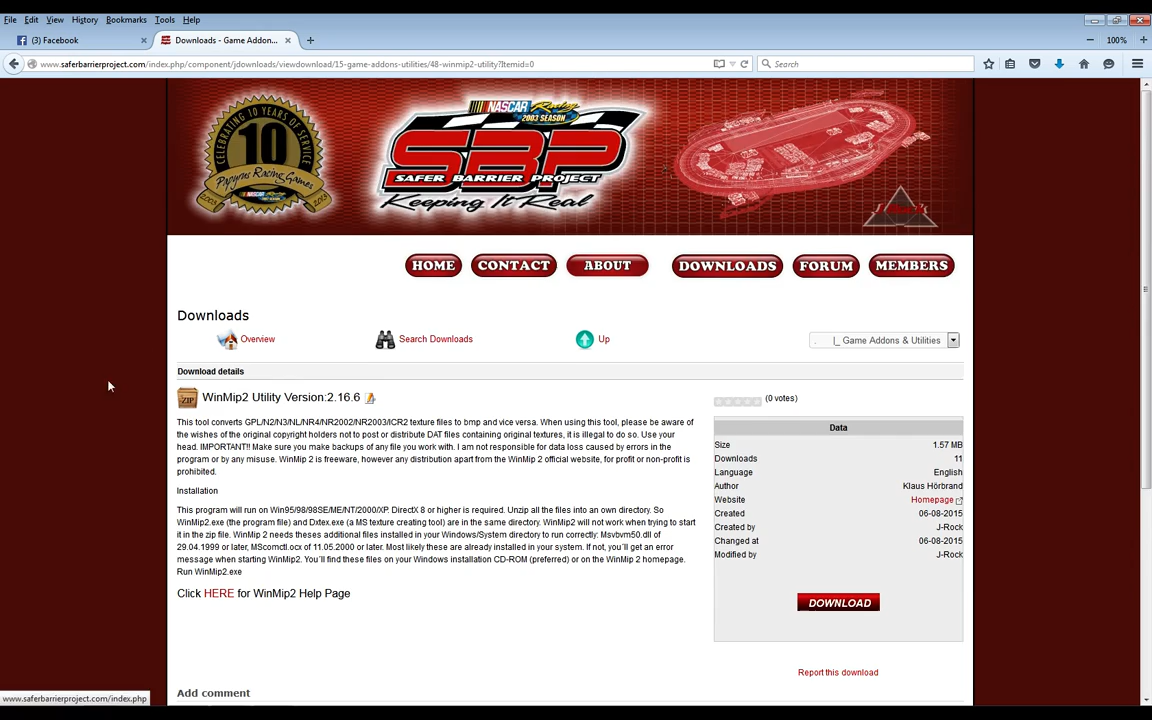 File Edit View History Bookmarks Tools Help
(3) Facebook
Downloads - Game Addon...
100%
www.saferbarrierproject.com/index.php/component/jdownloads/viewdownload/15-game-addons-utilities/48-winmip2-utility?Itemid=0
Search
CELEBRATING 10 YEARS OF SERVICE
10
Papyrus Racing Games
2003 2013
NASCAR Racing
2003 SEASON
SBP
SAFER BARRIER PROJECT
Keeping It Real
HOME CONTACT ABOUT DOWNLOADS FORUM MEMBERS
Downloads
Overview Search Downloads Up
. |_ Game Addons & Utilities
Download details
WinMip2 Utility Version:2.16.6
(0 votes)
This tool converts GPL/N2/N3/NL/NR4/NR2002/NR2003/ICR2 texture files to bmp and vice versa. When using this tool, please be aware of
the wishes of the original copyright holders not to post or distribute DAT files containing original textures, it is illegal to do so. Use your
head. IMPORTANT!! Make sure you make backups of any file you work with. I am not responsible for data loss caused by errors in the
program or by any misuse. WinMip 2 is freeware, however any distribution apart from the WinMip 2 official website, for profit or non-profit is
prohibited.
Installation
This program will run on Win95/98/98SE/ME/NT/2000/XP. DirectX 8 or higher is required. Unzip all the files into an own directory. So
WinMip2.exe (the program file) and Dxtex.exe (a MS texture creating tool) are in the same directory. WinMip2 will not work when trying to start
it in the zip file. WinMip 2 needs theses additional files in your Windows/System directory to run correctly: Msvbvm50.dll of
29.04.1999 or later, MScomctl.ocx of 11.05.2000 or later. Most likely these are already installed in your system. If not, you´ll get an error
message when starting WinMip2. You´ll find these files on your Windows installation CD-ROM (preferred) or on the WinMip 2 homepage.
Run WinMip2.exe
Click HERE for WinMip2 Help Page
Data
Size 1.57 MB
Downloads 11
Language English
Author Klaus Hörbrand
Website Homepage
Created 06-08-2015
Created by J-Rock
Changed at 06-08-2015
Modified by J-Rock
DOWNLOAD
Report this download
Add comment
www.saferbarrierproject.com/index.php